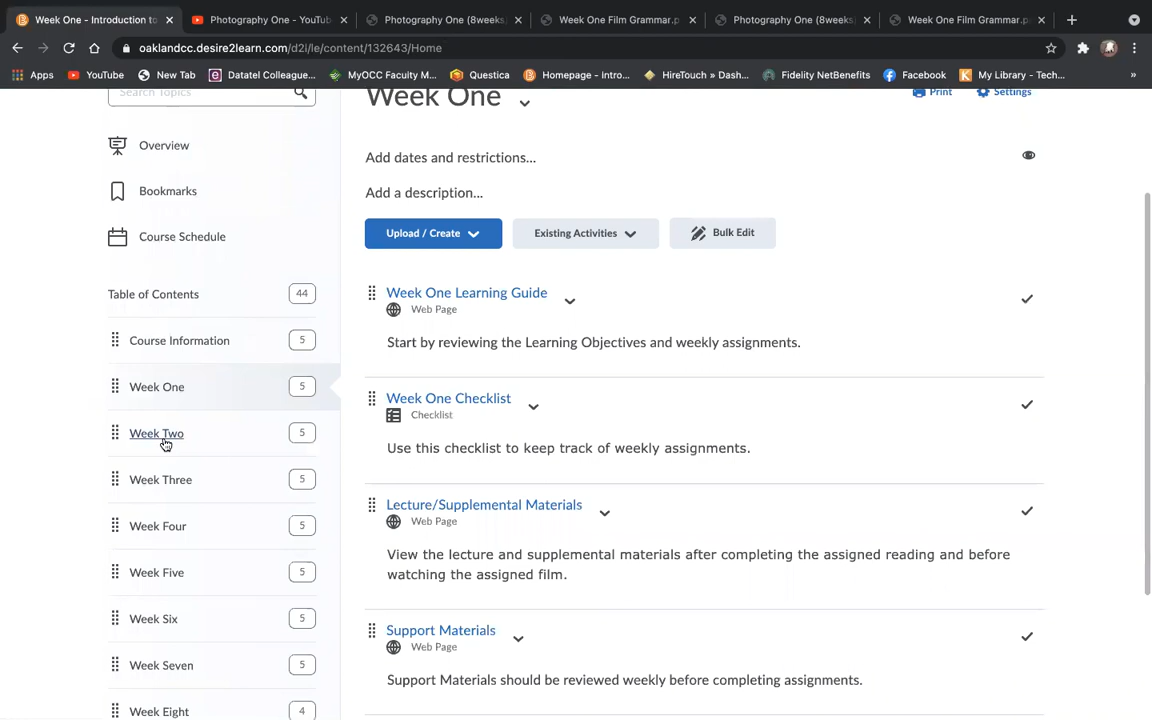 Week One - Introduction to
Photography One - YouTub
Photography One (8weeks)
Week One Film Grammar.p
Photography One (8weeks)
Week One Film Grammar.p
oaklandcc.desire2learn.com/d2l/le/content/132643/Home
Apps
YouTube
New Tab
Datatel Colleague...
MyOCC Faculty M...
Questica
Homepage - Intro...
HireTouch » Dash...
Fidelity NetBenefits
Facebook
My Library - Tech...
»
Search Topics
Week One
Print
Settings
Overview
Bookmarks
Course Schedule
Table of Contents
44
Course Information
5
Week One
5
Week Two
5
Week Three
5
Week Four
5
Week Five
5
Week Six
5
Week Seven
5
Week Eight
4
Add dates and restrictions...
Add a description...
Upload / Create
Existing Activities
Bulk Edit
Week One Learning Guide
Web Page
Start by reviewing the Learning Objectives and weekly assignments.
Week One Checklist
Checklist
Use this checklist to keep track of weekly assignments.
Lecture/Supplemental Materials
Web Page
View the lecture and supplemental materials after completing the assigned reading and before
watching the assigned film.
Support Materials
Web Page
Support Materials should be reviewed weekly before completing assignments.